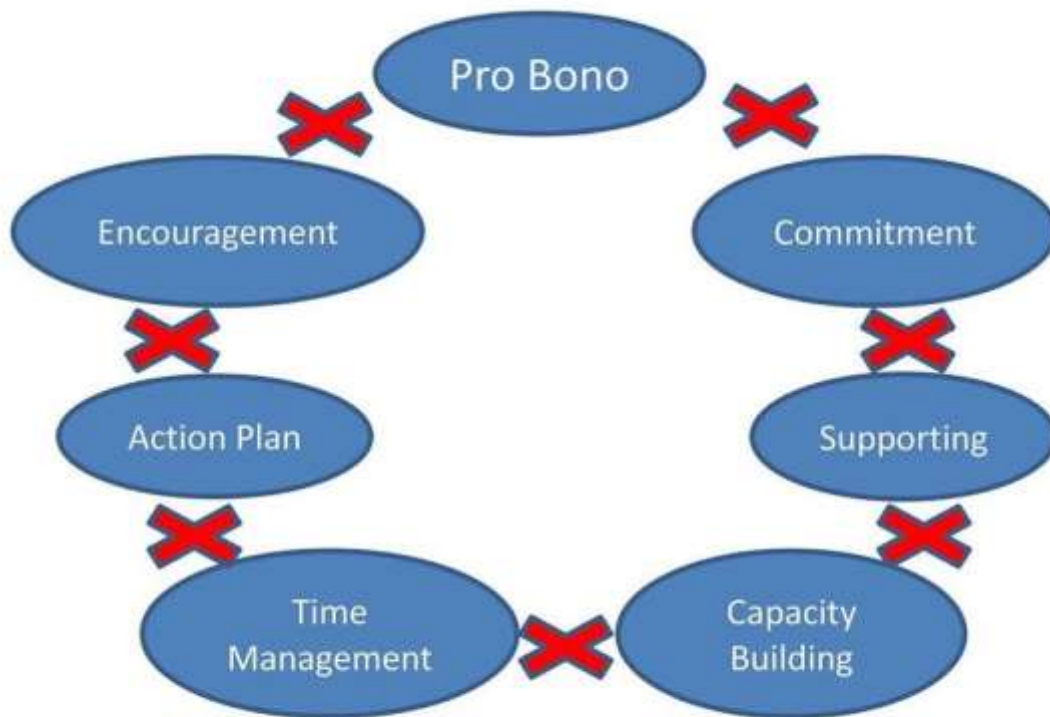 Pro Bono
Encouragement
Commitment
Action Plan
Supporting
Time
Management
Capacity
Building